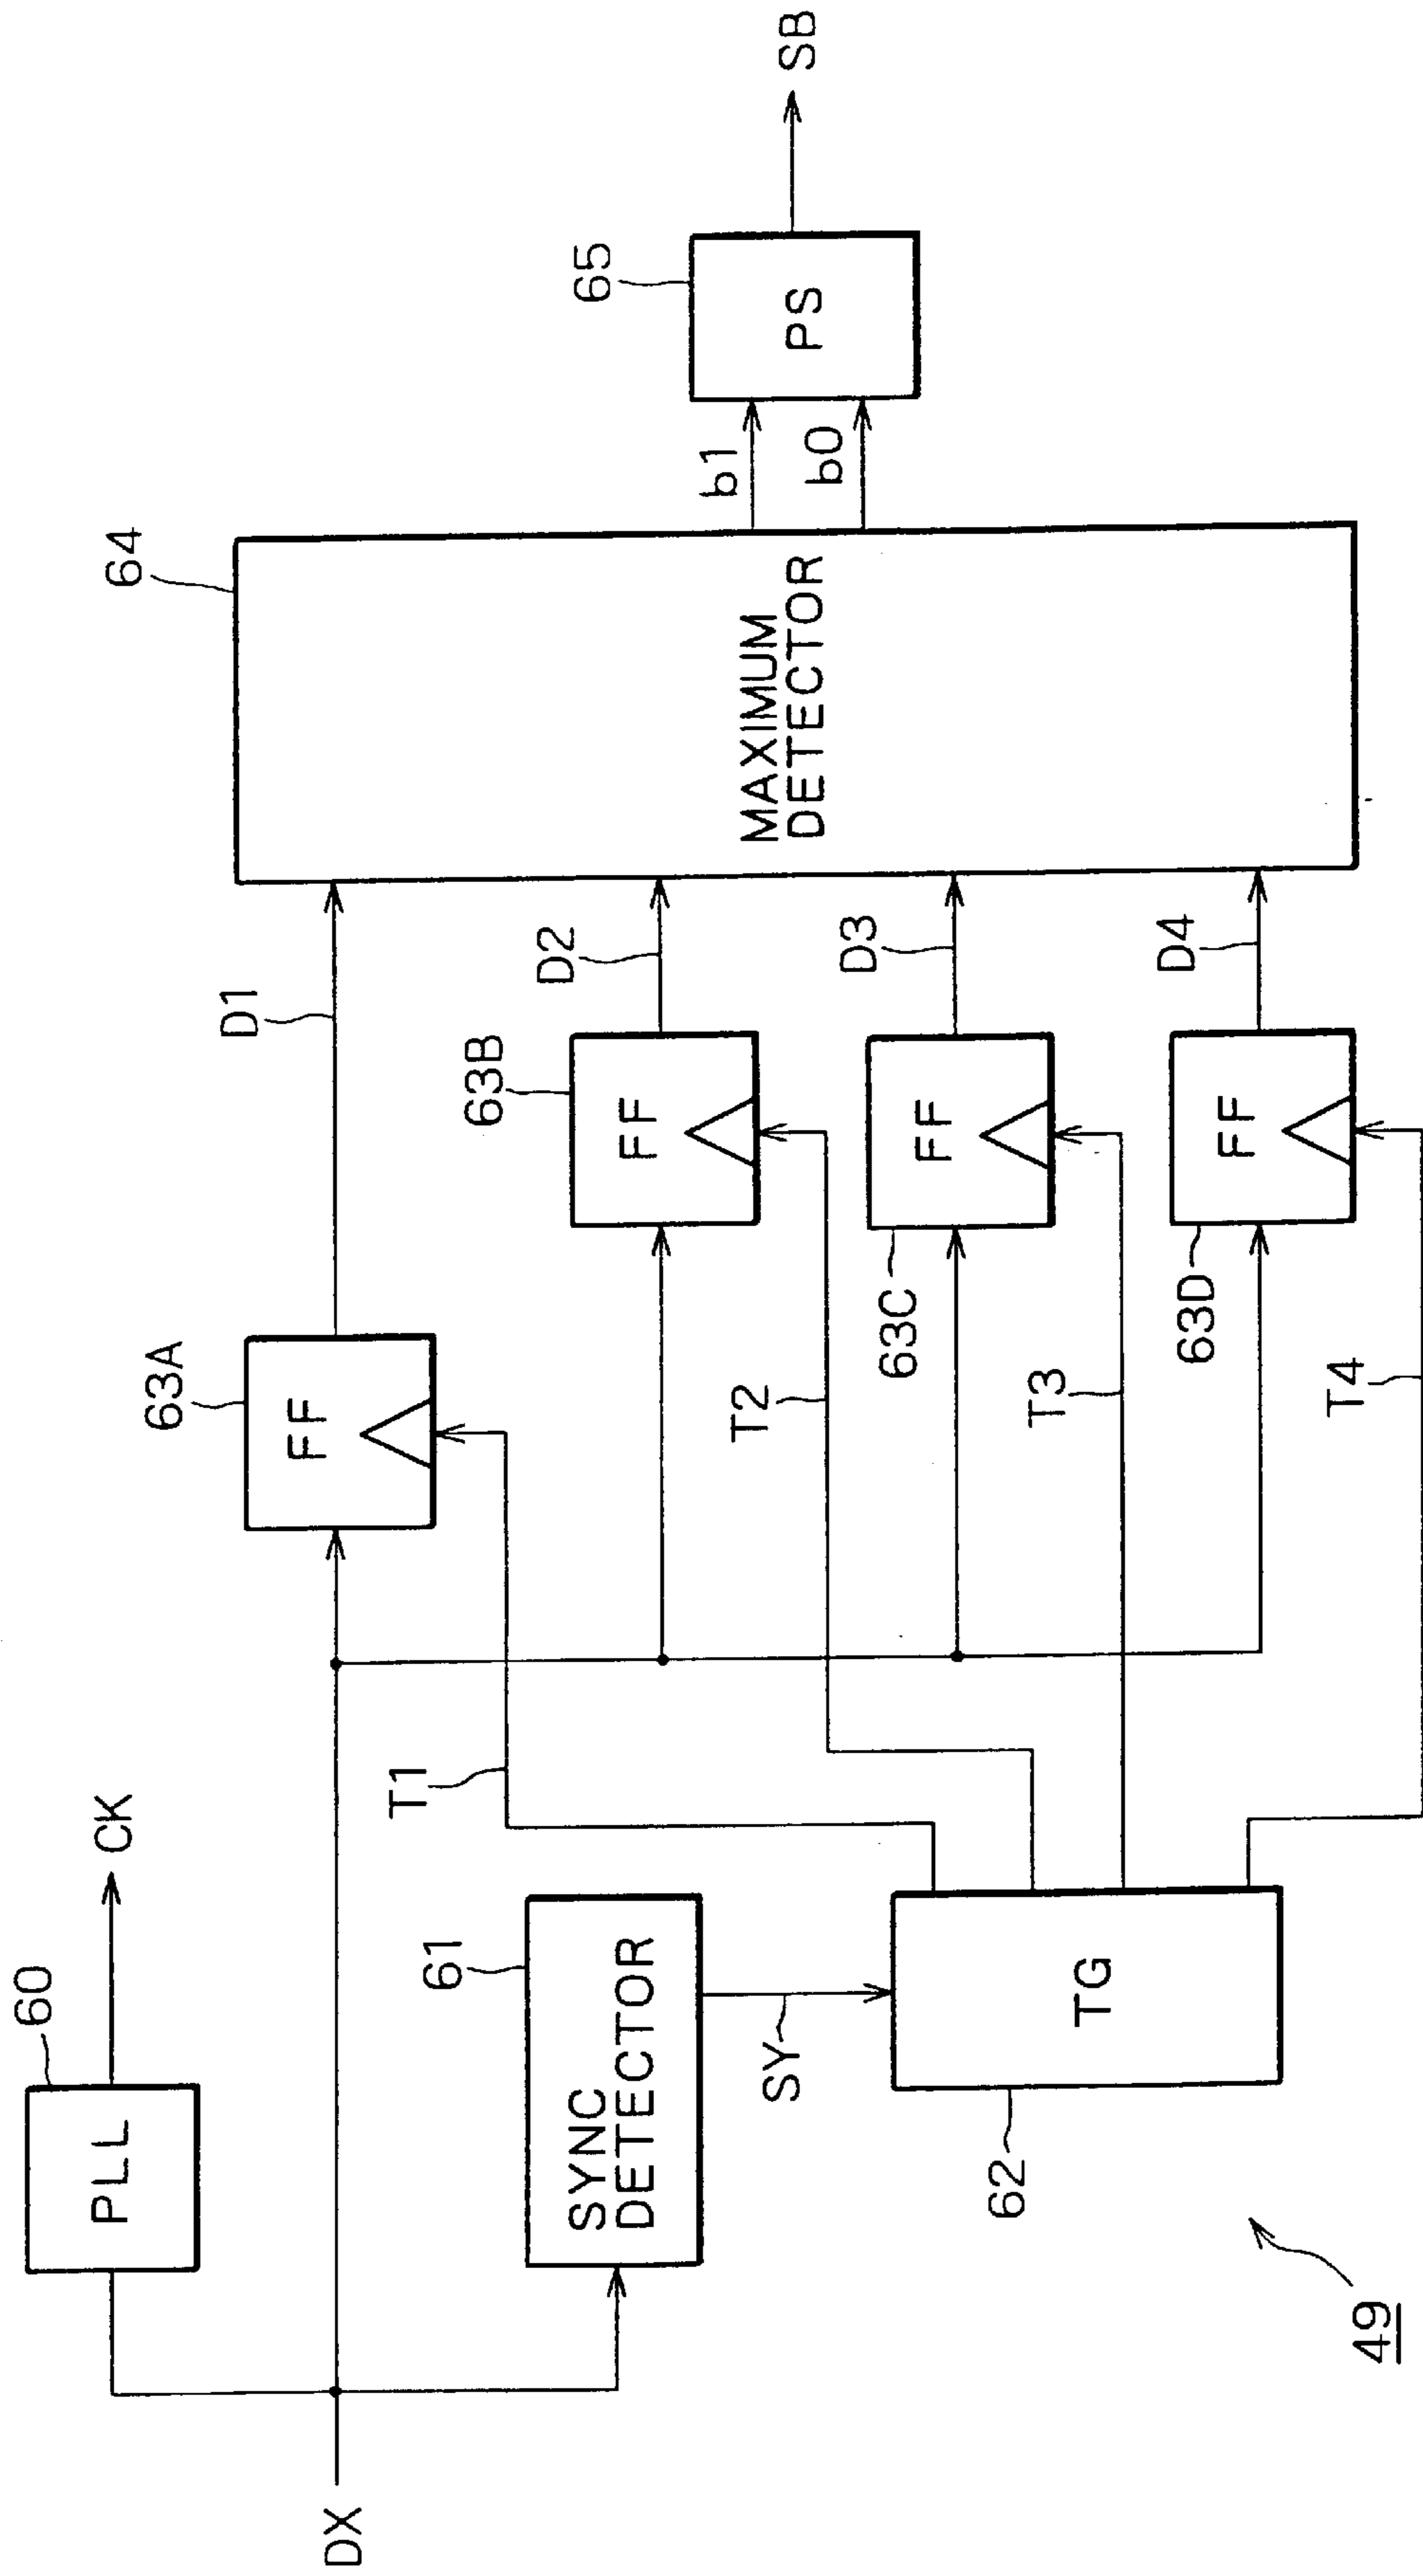 60
PLL
CK
DX
61
SYNC
DETECTOR
SY
62
TG
T1
T2
T3
T4
63A
FF
63B
FF
63C
FF
63D
FF
D1
D2
D3
D4
64
MAXIMUM
DETECTOR
b1
b0
65
PS
SB
49